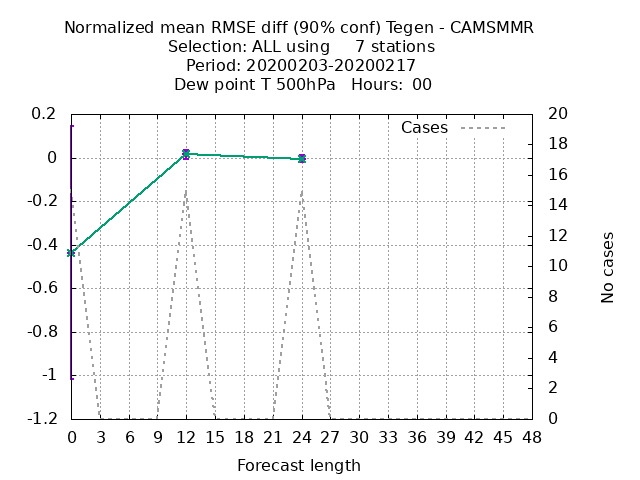 Normalized mean RMSE diff (90% conf) Tegen - CAMSMMR
Selection: ALL using     7 stations
Period: 20200203-20200217
Dew point T 500hPa   Hours: 00
Cases
0.2
0
-0.2
-0.4
-0.6
-0.8
-1
-1.2
20
18
16
14
12
10
8
6
4
2
0
No cases
0 3 6 9 12 15 18 21 24 27 30 33 36 39 42 45 48
Forecast length